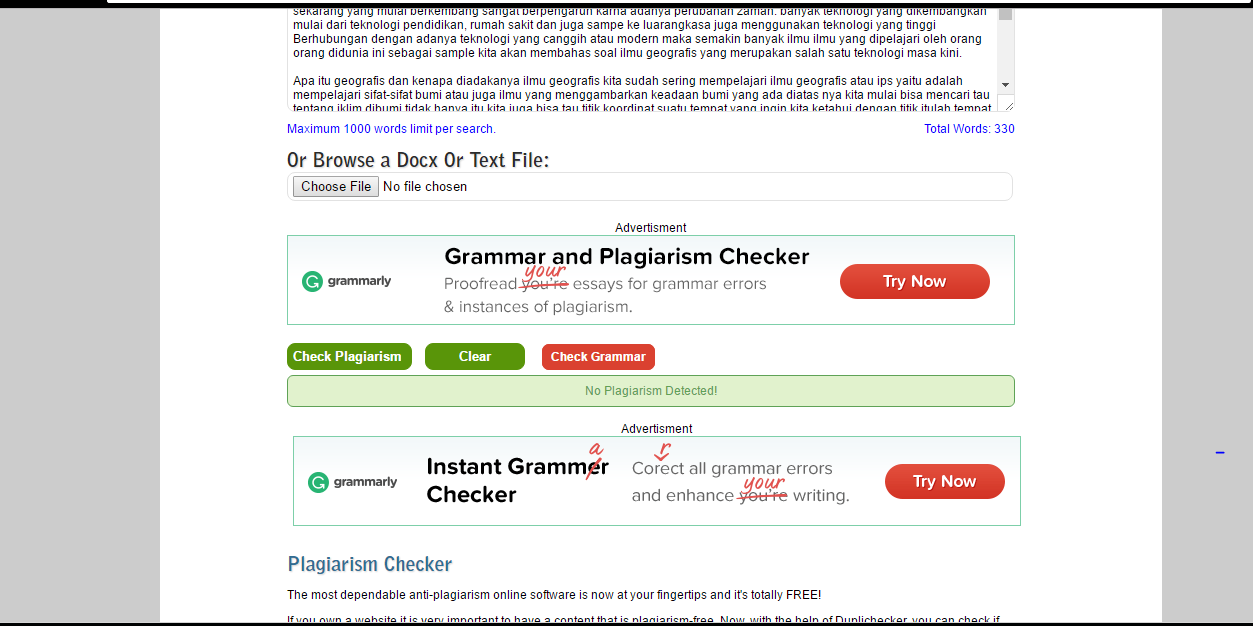 sekarang yang mulai berkembang sangat berpengaruh karna adanya perubahan zaman. banyak teknologi yang dikembangkan
mulai dari teknologi pendidikan, rumah sakit dan juga sampe ke luarangkasa juga menggunakan teknologi yang tinggi
Berhubungan dengan adanya teknologi yang canggih atau modern maka semakin banyak ilmu ilmu yang dipelajari oleh orang
orang didunia ini sebagai sample kita akan membahas soal ilmu geografis yang merupakan salah satu teknologi masa kini.
Apa itu geografis dan kenapa diadakanya ilmu geografis kita sudah sering mempelajari ilmu geografis atau ips yaitu adalah
mempelajari sifat-sifat bumi atau juga ilmu yang menggambarkan keadaan bumi yang ada diatas nya kita mulai bisa mencari tau
tentang iklim dibumi tidak hanya itu kita juga bisa tau titik koordinat suatu tempat yang ingin kita ketahui dengan titik itulah tempat
Maximum 1000 words limit per search.
Total Words: 330
Or Browse a Docx Or Text File:
Choose File No file chosen
Advertisment
grammarly
Grammar and Plagiarism Checker
your
Proofread you're essays for grammar errors
& instances of plagiarism.
Try Now
Check Plagiarism
Clear
Check Grammar
No Plagiarism Detected!
Advertisment
grammarly
a
Instant Grammer
Checker
r
Corect all grammar errors
your
and enhance you're writing.
Try Now
Plagiarism Checker
The most dependable anti-plagiarism online software is now at your fingertips and it's totally FREE!
If you own a website it is very important to have a content that is plagiarism-free. Now, with the help of Duplichecker, you can check if